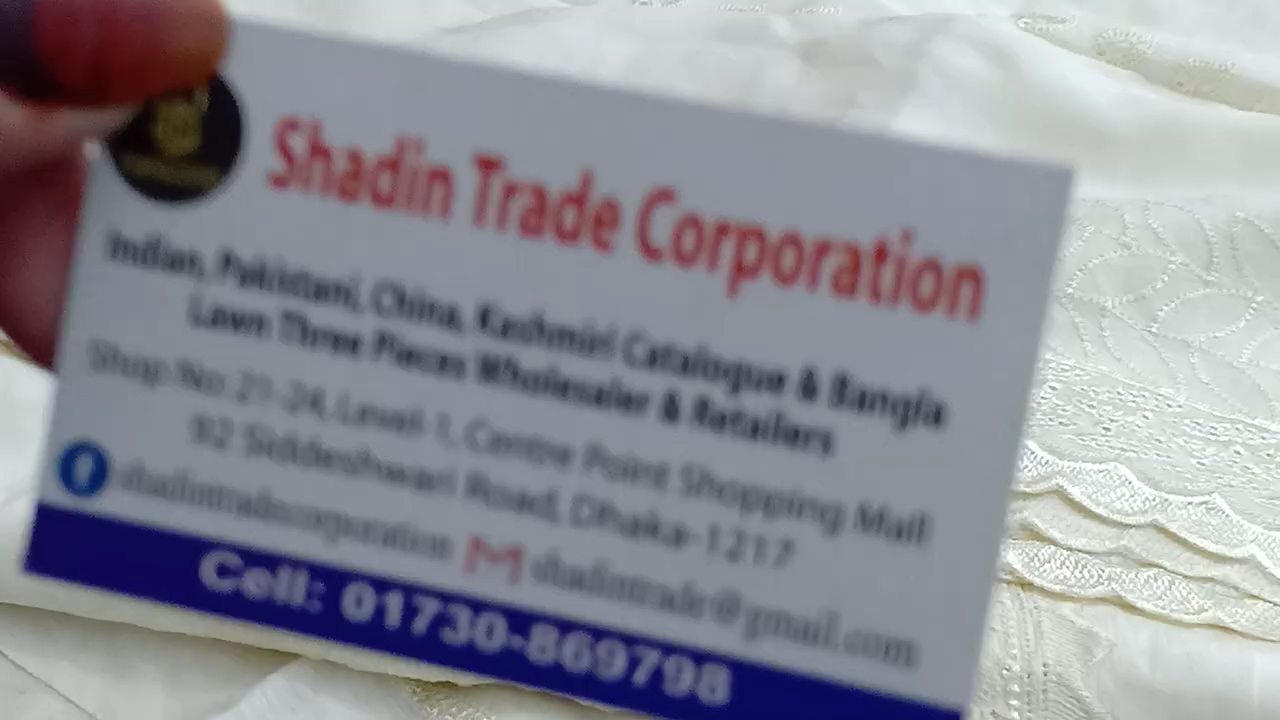 Shadin Trade Corporation
Indian, Pakistani, China, Kashmiri Catalogue & Bangla
Lawn Three Pieces Wholesaler & Retailers
Shop No: 21-24, Level-1, Centre Point Shopping Mall
92 Siddeshwari Road, Dhaka-1217
shadintradecorporation shadintrade@gmail.com
Cell: 01730-869798